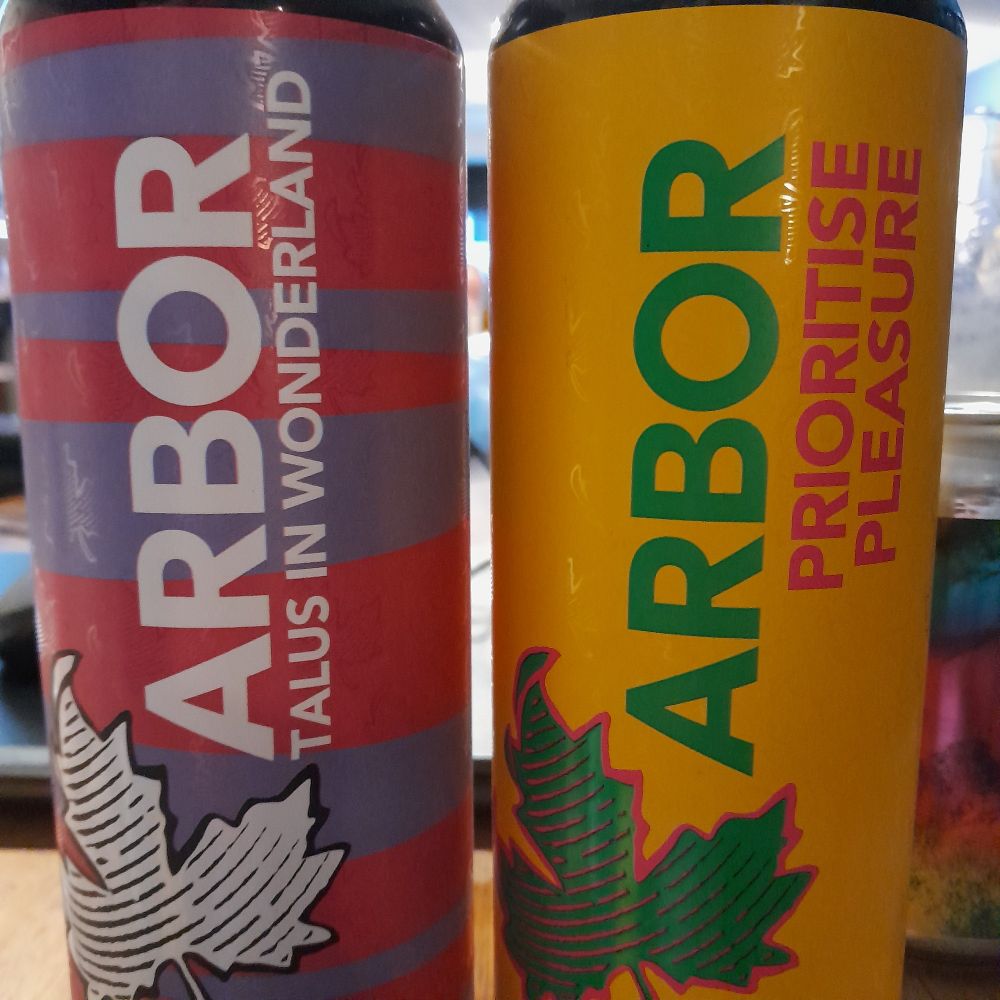 ARBOR
TALUS IN WONDERLAND
ARBOR
PRIORITISE
PLEASURE